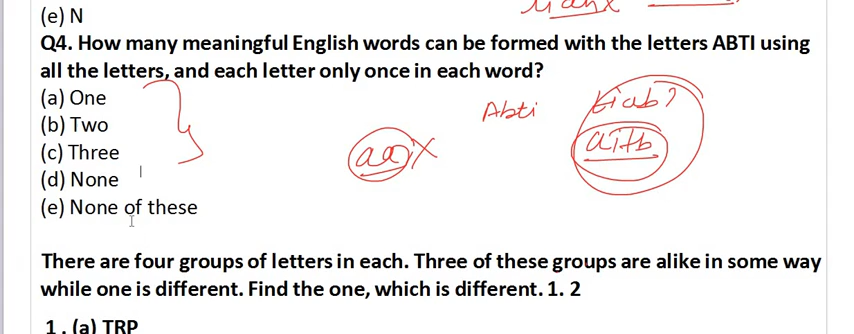 (e) N
Q4. How many meaningful English words can be formed with the letters ABTI using
all the letters, and each letter only once in each word?
(a) One
(b) Two
(c) Three
(d) None
(e) None of these
Abti
aitb
There are four groups of letters in each. Three of these groups are alike in some way
while one is different. Find the one, which is different. 1. 2
1. (a) TRP